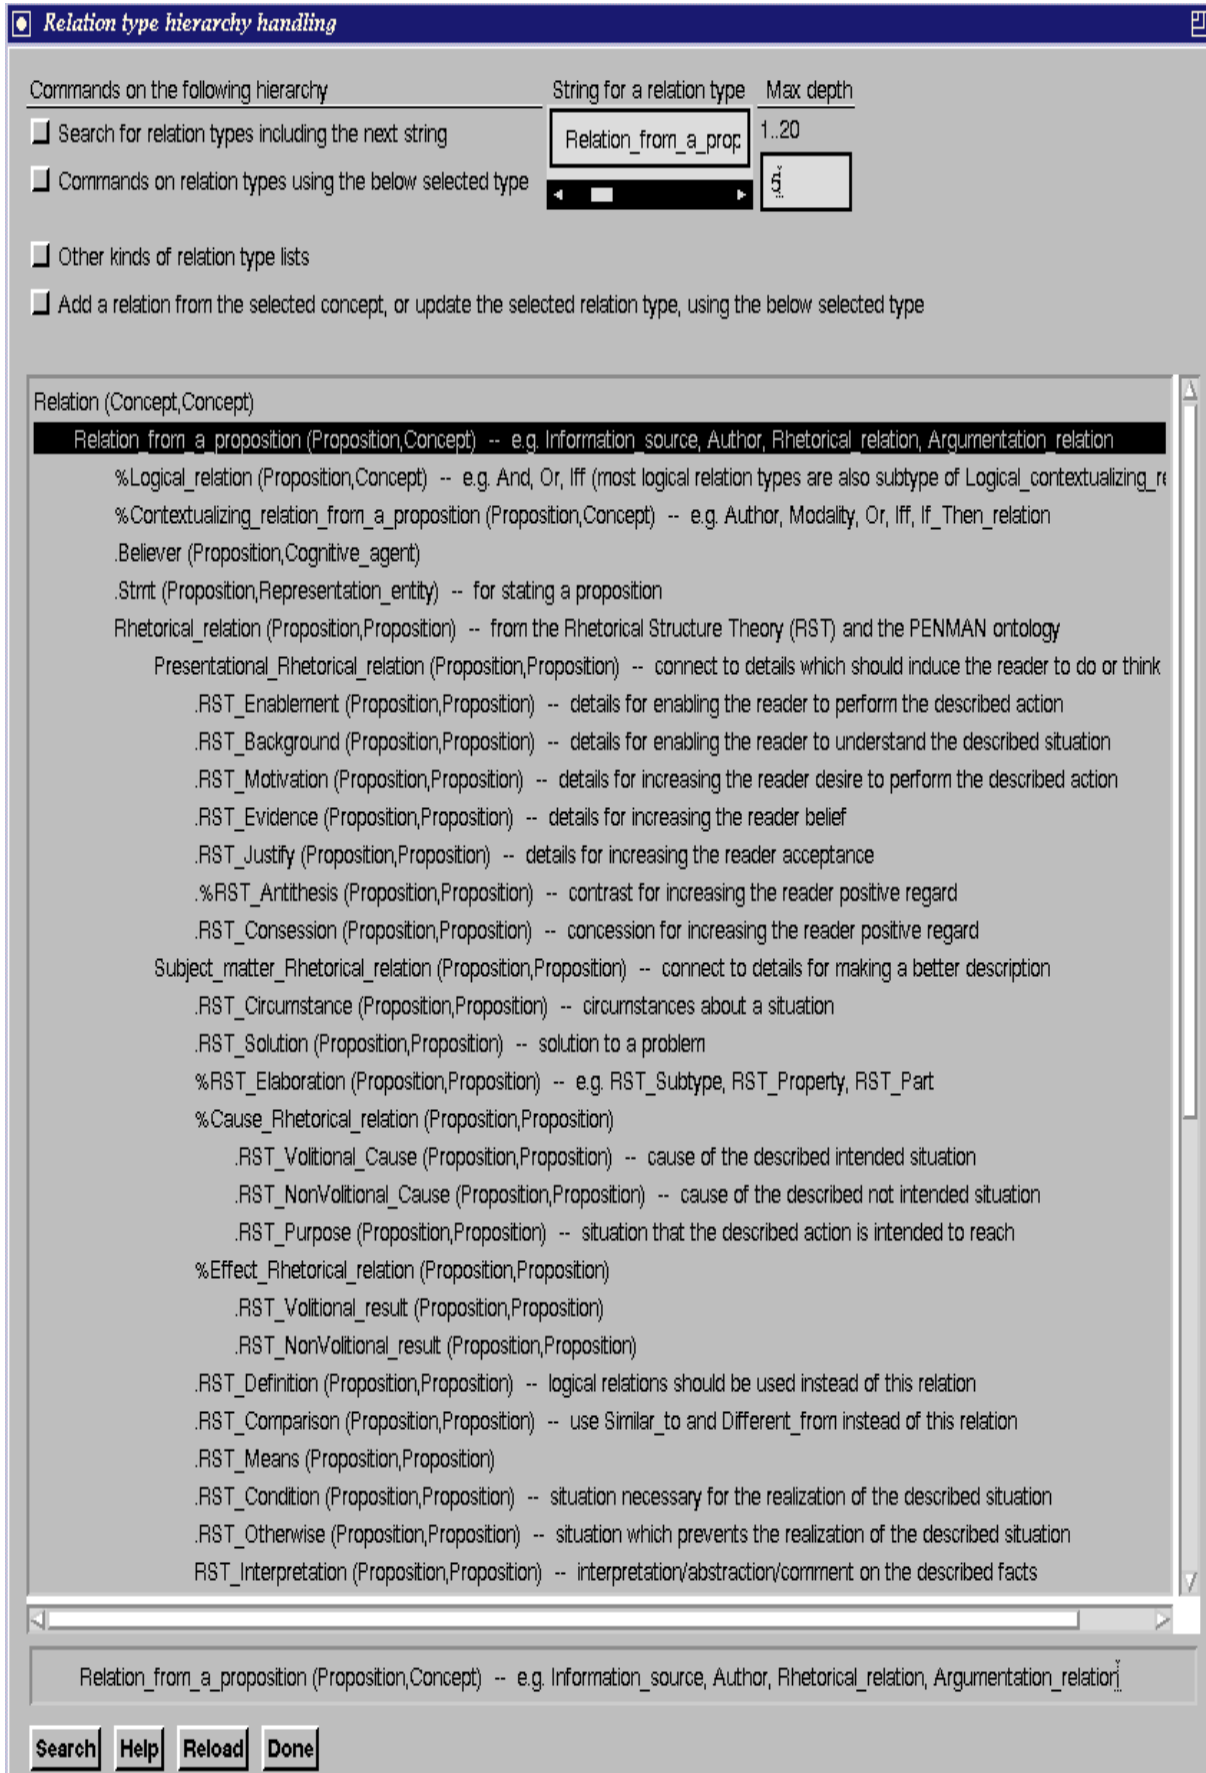 Relation type hierarchy handling
Commands on the following hierarchy String for a relation type Max depth
Search for relation types including the next string Relation_from_a_prop 1..20
Commands on relation types using the below selected type 5
Other kinds of relation type lists
Add a relation from the selected concept, or update the selected relation type, using the below selected type
Relation (Concept,Concept)
Relation_from_a_proposition (Proposition,Concept) -- e.g. Information_source, Author, Rhetorical_relation, Argumentation_relation
%Logical_relation (Proposition,Concept) -- e.g. And, Or, Iff (most logical relation types are also subtype of Logical_contextualizing_re
%Contextualizing_relation_from_a_proposition (Proposition,Concept) -- e.g. Author, Modality, Or, Iff, If_Then_relation
.Believer (Proposition,Cognitive_agent)
.Stmt (Proposition,Representation_entity) -- for stating a proposition
Rhetorical_relation (Proposition,Proposition) -- from the Rhetorical Structure Theory (RST) and the PENMAN ontology
Presentational_Rhetorical_relation (Proposition,Proposition) -- connect to details which should induce the reader to do or think
.RST_Enablement (Proposition,Proposition) -- details for enabling the reader to perform the described action
.RST_Background (Proposition,Proposition) -- details for enabling the reader to understand the described situation
.RST_Motivation (Proposition,Proposition) -- details for increasing the reader desire to perform the described action
.RST_Evidence (Proposition,Proposition) -- details for increasing the reader belief
.RST_Justify (Proposition,Proposition) -- details for increasing the reader acceptance
.%RST_Antithesis (Proposition,Proposition) -- contrast for increasing the reader positive regard
.RST_Consession (Proposition,Proposition) -- concession for increasing the reader positive regard
Subject_matter_Rhetorical_relation (Proposition,Proposition) -- connect to details for making a better description
.RST_Circumstance (Proposition,Proposition) -- circumstances about a situation
.RST_Solution (Proposition,Proposition) -- solution to a problem
%RST_Elaboration (Proposition,Proposition) -- e.g. RST_Subtype, RST_Property, RST_Part
%Cause_Rhetorical_relation (Proposition,Proposition)
.RST_Volitional_Cause (Proposition,Proposition) -- cause of the described intended situation
.RST_NonVolitional_Cause (Proposition,Proposition) -- cause of the described not intended situation
.RST_Purpose (Proposition,Proposition) -- situation that the described action is intended to reach
%Effect_Rhetorical_relation (Proposition,Proposition)
.RST_Volitional_result (Proposition,Proposition)
.RST_NonVolitional_result (Proposition,Proposition)
.RST_Definition (Proposition,Proposition) -- logical relations should be used instead of this relation
.RST_Comparison (Proposition,Proposition) -- use Similar_to and Different_from instead of this relation
.RST_Means (Proposition,Proposition)
.RST_Condition (Proposition,Proposition) -- situation necessary for the realization of the described situation
.RST_Otherwise (Proposition,Proposition) -- situation which prevents the realization of the described situation
RST_Interpretation (Proposition,Proposition) -- interpretation/abstraction/comment on the described facts
Relation_from_a_proposition (Proposition,Concept) -- e.g. Information_source, Author, Rhetorical_relation, Argumentation_relation
Search Help Reload Done